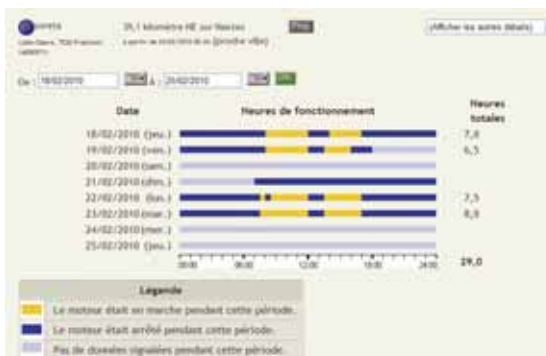 39,1 kilomètre NE sur Nantes
(proche ville)
(Afficher les autres détails)
De : 18/02/2010 À : 25/02/2010
Date Heures de fonctionnement Heures totales
18/02/2010 (jeu.) 7,0
19/02/2010 (ven.) 6,5
20/02/2010 (sam.)
21/02/2010 (dim.)
22/02/2010 (lun.) 7,5
23/02/2010 (mar.) 8,0
24/02/2010 (mer.)
25/02/2010 (jeu.)
00:00 06:00 12:00 18:00 24:00 29,0
Légende
Le moteur était en marche pendant cette période.
Le moteur était arrêté pendant cette période.
Pas de données signalées pendant cette période.